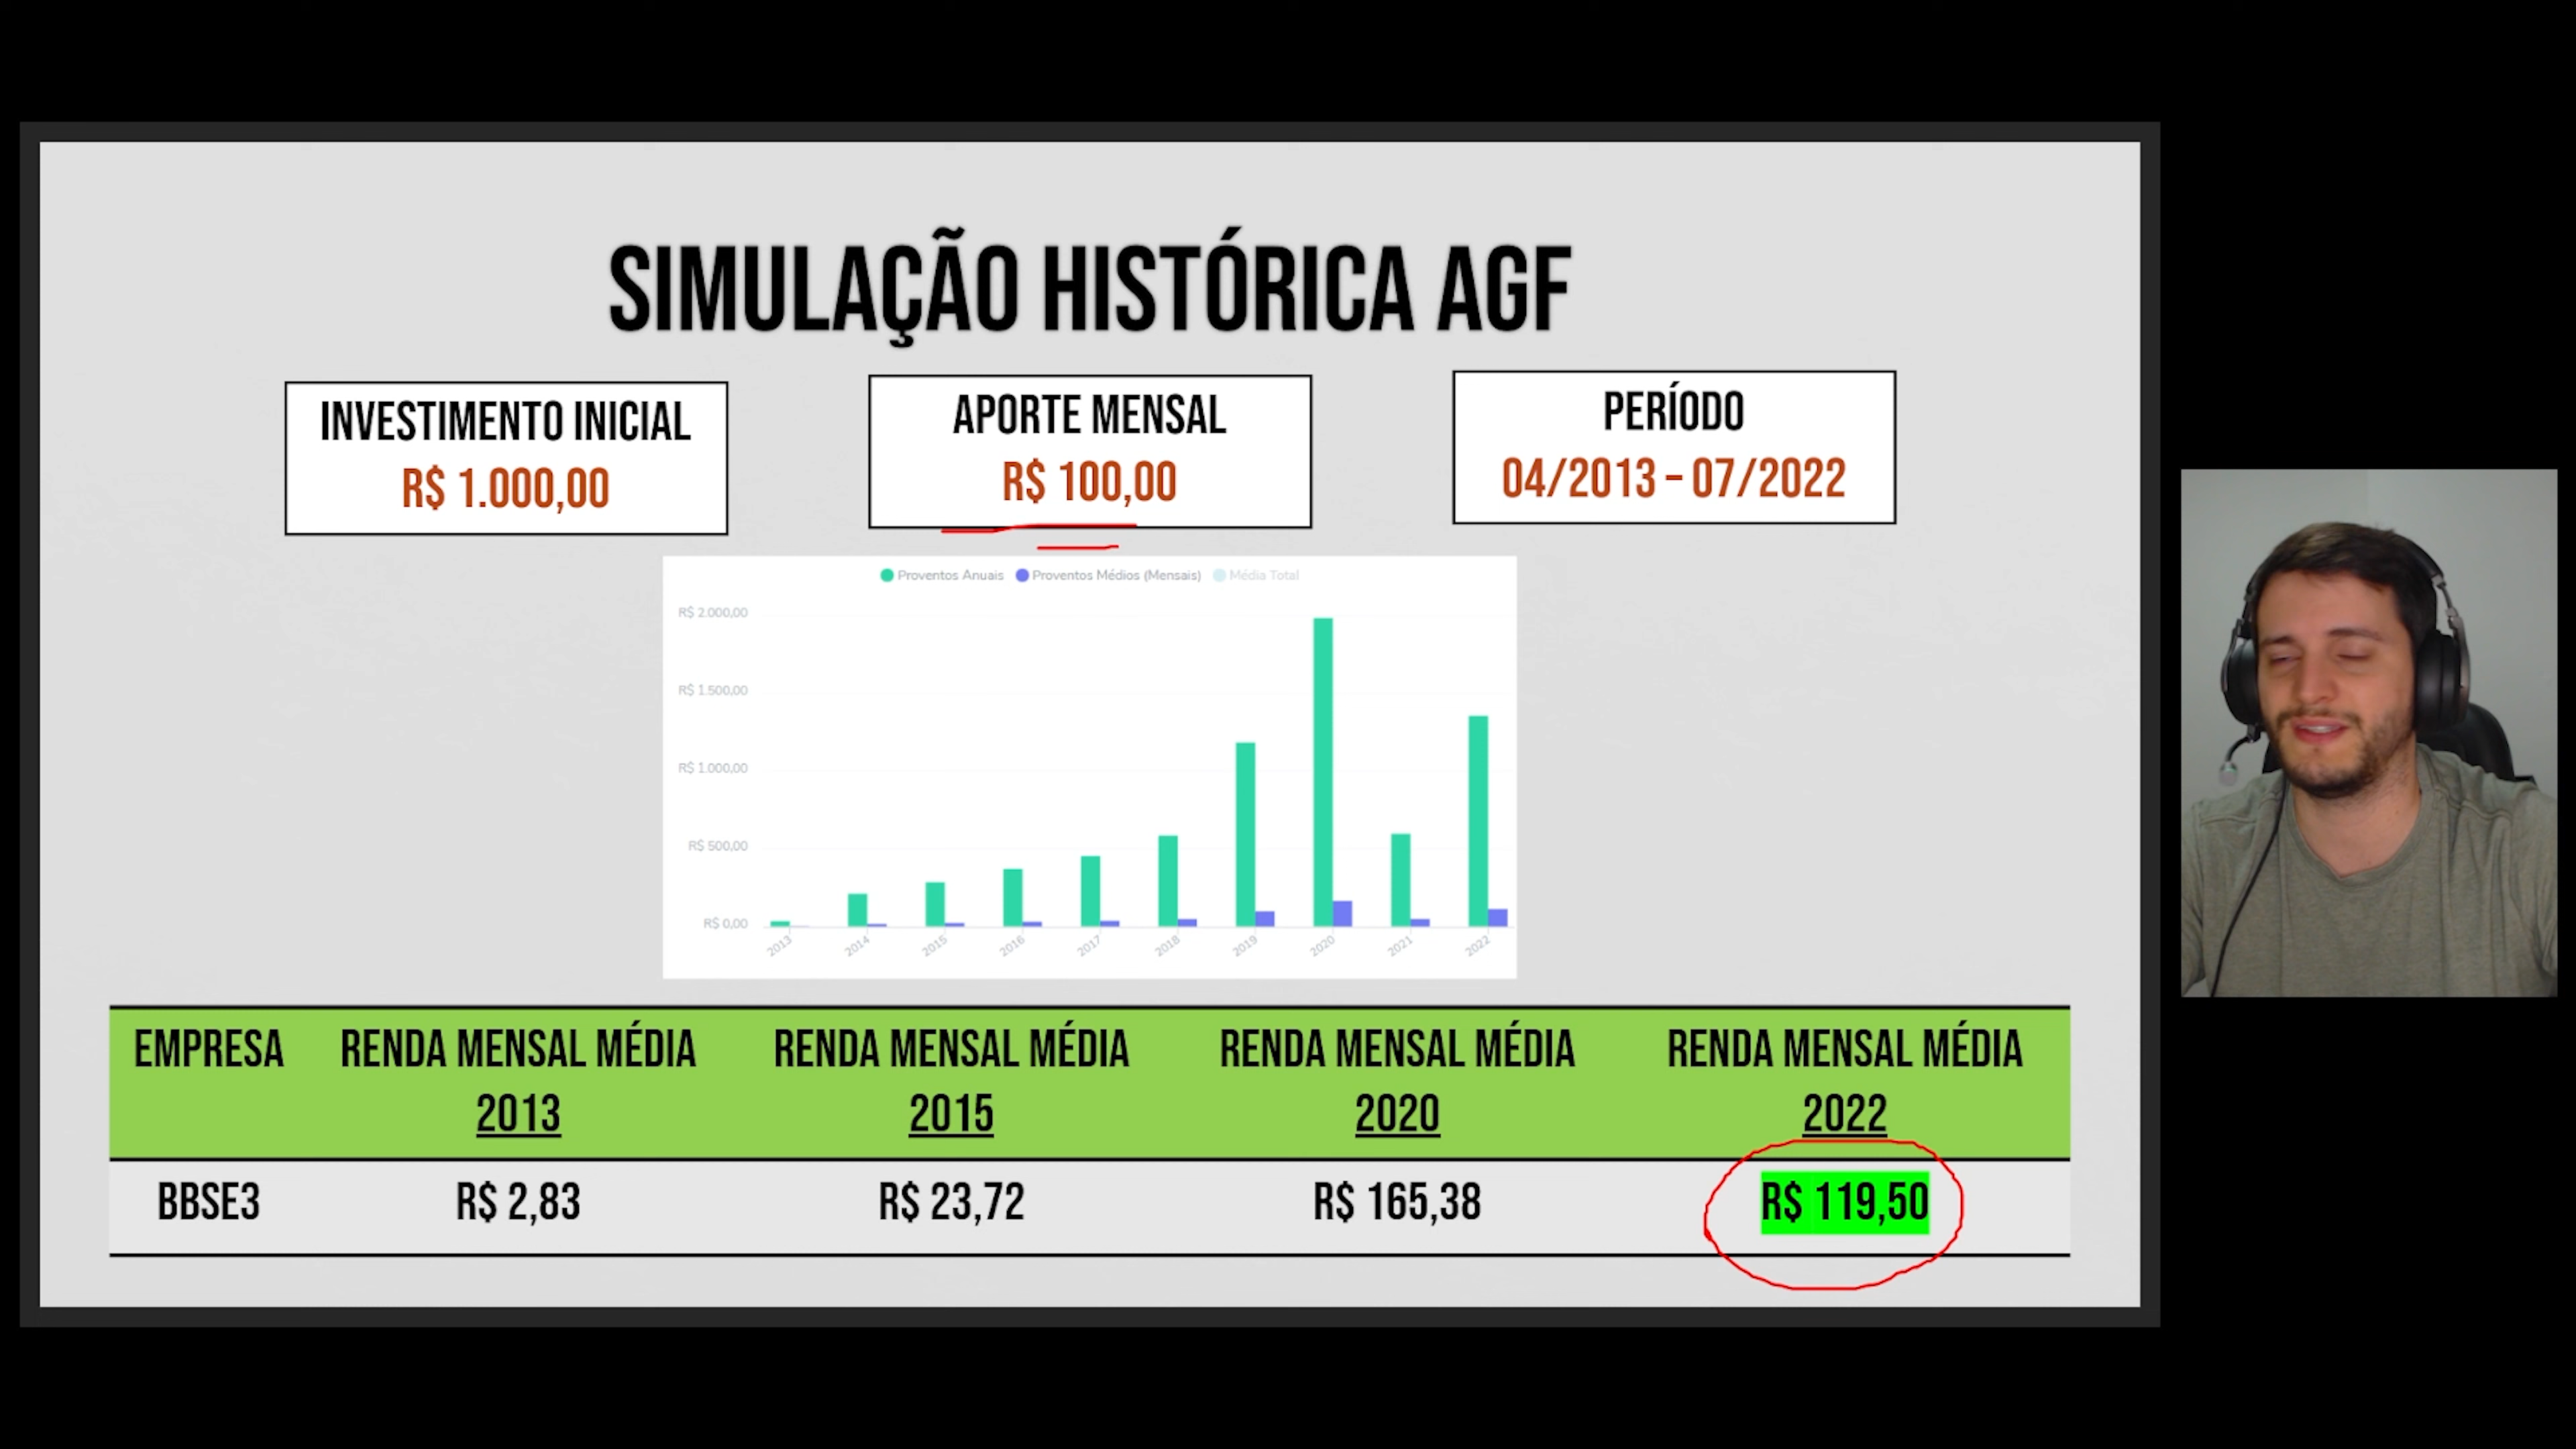 SIMULAÇÃO HISTÓRICA AGF
INVESTIMENTO INICIAL
R$ 1.000,00
APORTE MENSAL
R$ 100,00
PERÍODO
04/2013 - 07/2022
Proventos Anuais Proventos Médios (Mensais) Média Total
R$ 2.000,00
R$ 1.500,00
R$ 1.000,00
R$ 500,00
R$ 0,00
2013 2014 2015 2016 2017 2018 2019 2020 2021 2022
EMPRESA RENDA MENSAL MÉDIA RENDA MENSAL MÉDIA RENDA MENSAL MÉDIA RENDA MENSAL MÉDIA
2013 2015 2020 2022
BBSE3 R$ 2,83 R$ 23,72 R$ 165,38 R$ 119,50